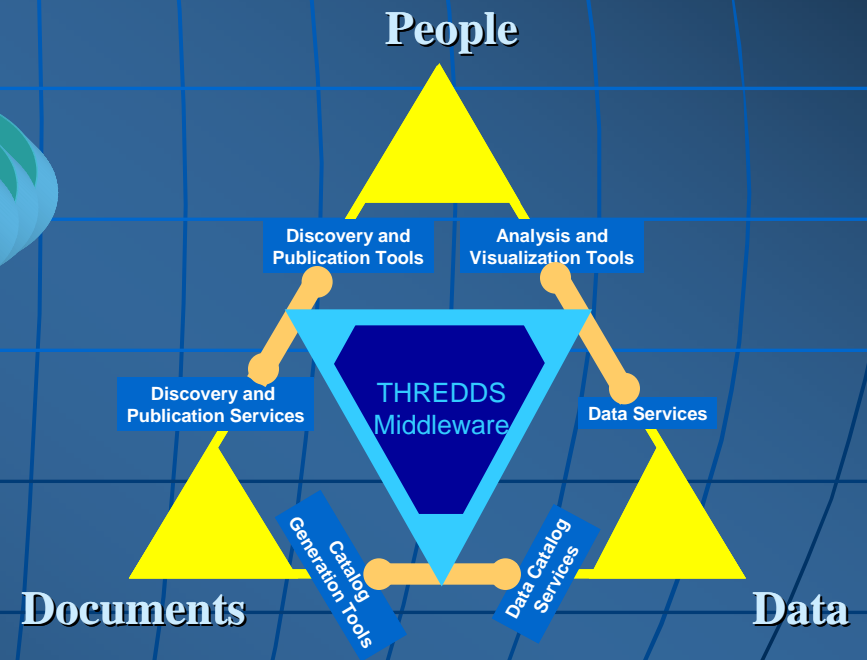 People
Discovery and
Publication Tools
Analysis and
Visualization Tools
THREDDS
Middleware
Discovery and
Publication Services
Data Services
Catalog
Generation Tools
Data Catalog
Services
Documents
Data